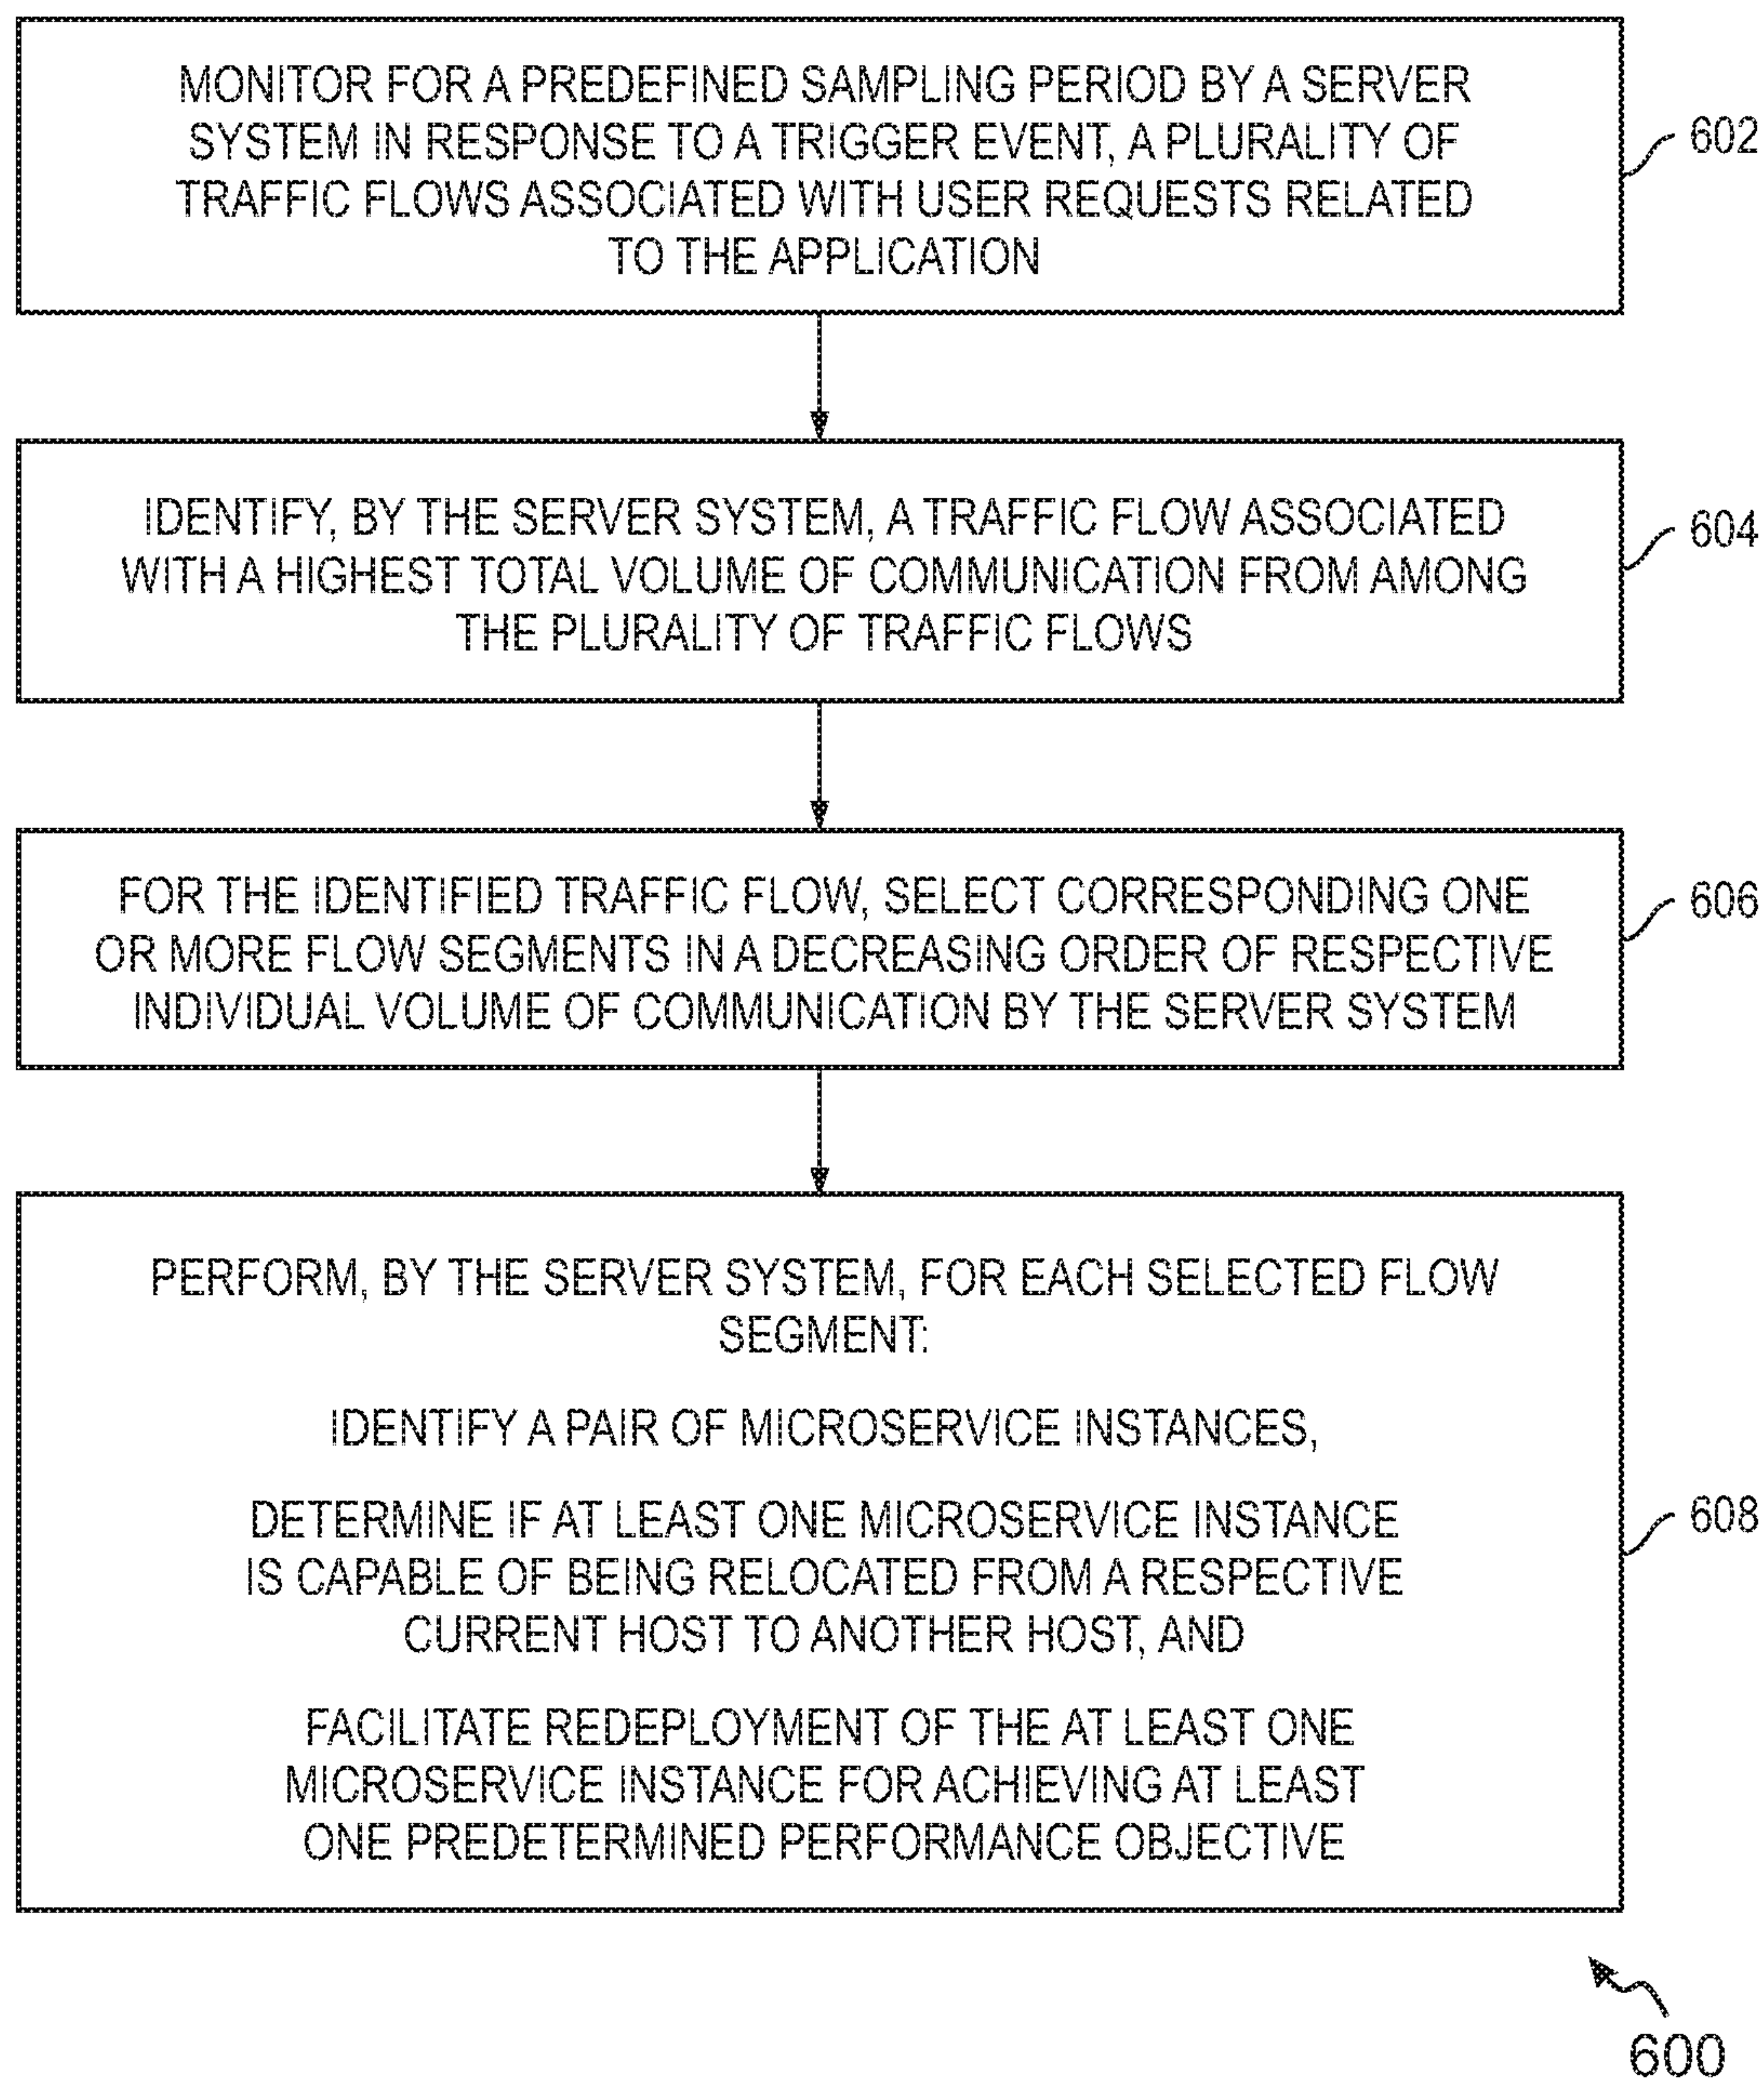 MONITOR FOR A PREDEFINED SAMPLING PERIOD BY A SERVER
SYSTEM IN RESPONSE TO A TRIGGER EVENT, A PLURALITY OF
TRAFFIC FLOWS ASSOCIATED WITH USER REQUESTS RELATED
TO THE APPLICATION
602
IDENTIFY, BY THE SERVER SYSTEM, A TRAFFIC FLOW ASSOCIATED
WITH A HIGHEST TOTAL VOLUME OF COMMUNICATION FROM AMONG
THE PLURALITY OF TRAFFIC FLOWS
604
FOR THE IDENTIFIED TRAFFIC FLOW, SELECT CORRESPONDING ONE
OR MORE FLOW SEGMENTS IN A DECREASING ORDER OF RESPECTIVE
INDIVIDUAL VOLUME OF COMMUNICATION BY THE SERVER SYSTEM
606
PERFORM, BY THE SERVER SYSTEM, FOR EACH SELECTED FLOW
SEGMENT:
IDENTIFY A PAIR OF MICROSERVICE INSTANCES,
DETERMINE IF AT LEAST ONE MICROSERVICE INSTANCE
IS CAPABLE OF BEING RELOCATED FROM A RESPECTIVE
CURRENT HOST TO ANOTHER HOST, AND
FACILITATE REDEPLOYMENT OF THE AT LEAST ONE
MICROSERVICE INSTANCE FOR ACHIEVING AT LEAST
ONE PREDETERMINED PERFORMANCE OBJECTIVE
608
600